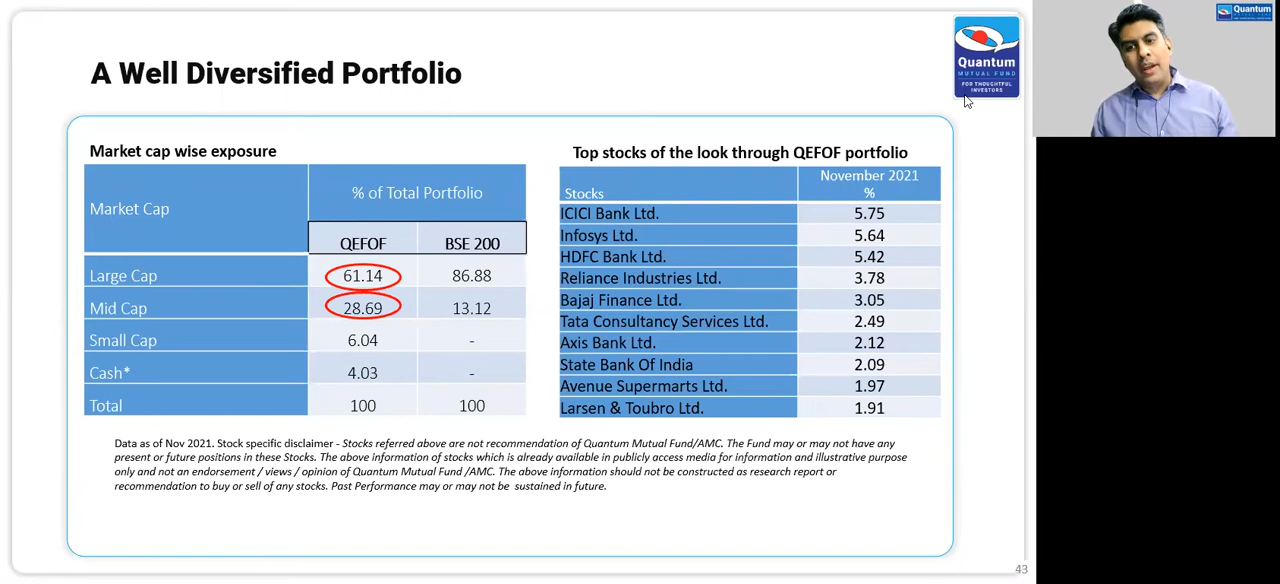 A Well Diversified Portfolio
Quantum
MUTUAL FUND
FOR THOUGHTFUL
INVESTORS
Quantum
Market cap wise exposure
Market Cap
% of Total Portfolio
QEFOF BSE 200
Large Cap 61.14 86.88
Mid Cap 28.69 13.12
Small Cap 6.04 -
Cash* 4.03 -
Total 100 100
Top stocks of the look through QEFOF portfolio
Stocks November 2021
%
ICICI Bank Ltd. 5.75
Infosys Ltd. 5.64
HDFC Bank Ltd. 5.42
Reliance Industries Ltd. 3.78
Bajaj Finance Ltd. 3.05
Tata Consultancy Services Ltd. 2.49
Axis Bank Ltd. 2.12
State Bank Of India 2.09
Avenue Supermarts Ltd. 1.97
Larsen & Toubro Ltd. 1.91
Data as of Nov 2021. Stock specific disclaimer - Stocks referred above are not recommendation of Quantum Mutual Fund/AMC. The Fund may or may not have any
present or future positions in these Stocks. The above information of stocks which is already available in publicly access media for information and illustrative purpose
only and not an endorsement / views / opinion of Quantum Mutual Fund /AMC. The above information should not be constructed as research report or
recommendation to buy or sell of any stocks. Past Performance may or may not be sustained in future.
43